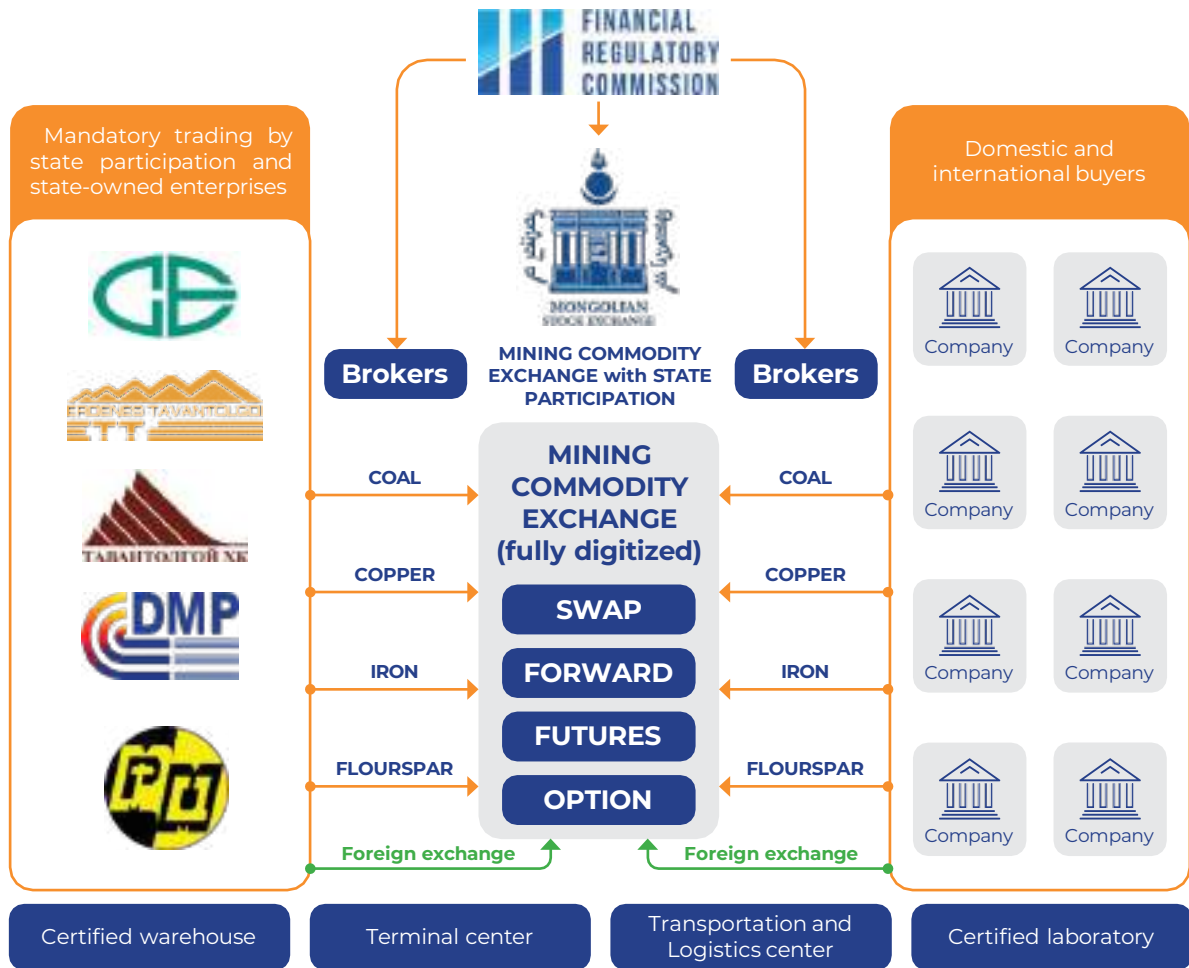 FINANCIAL
REGULATORY
COMMISSION
Mandatory trading by
state participation and
state-owned enterprises
Domestic and
international buyers
MONGOLIAN
STOCK EXCHANGE
Brokers
MINING COMMODITY
EXCHANGE with STATE
PARTICIPATION
Brokers
ERDENES TAVANTOLGOI
ETT
ТАВАНТОЛГОЙ ХК
DMP
Company
Company
Company
Company
Company
Company
Company
Company
MINING
COMMODITY
EXCHANGE
(fully digitized)
SWAP
FORWARD
FUTURES
OPTION
COAL
COPPER
IRON
FLOURSPAR
COAL
COPPER
IRON
FLOURSPAR
Foreign exchange
Foreign exchange
Certified warehouse
Terminal center
Transportation and
Logistics center
Certified laboratory